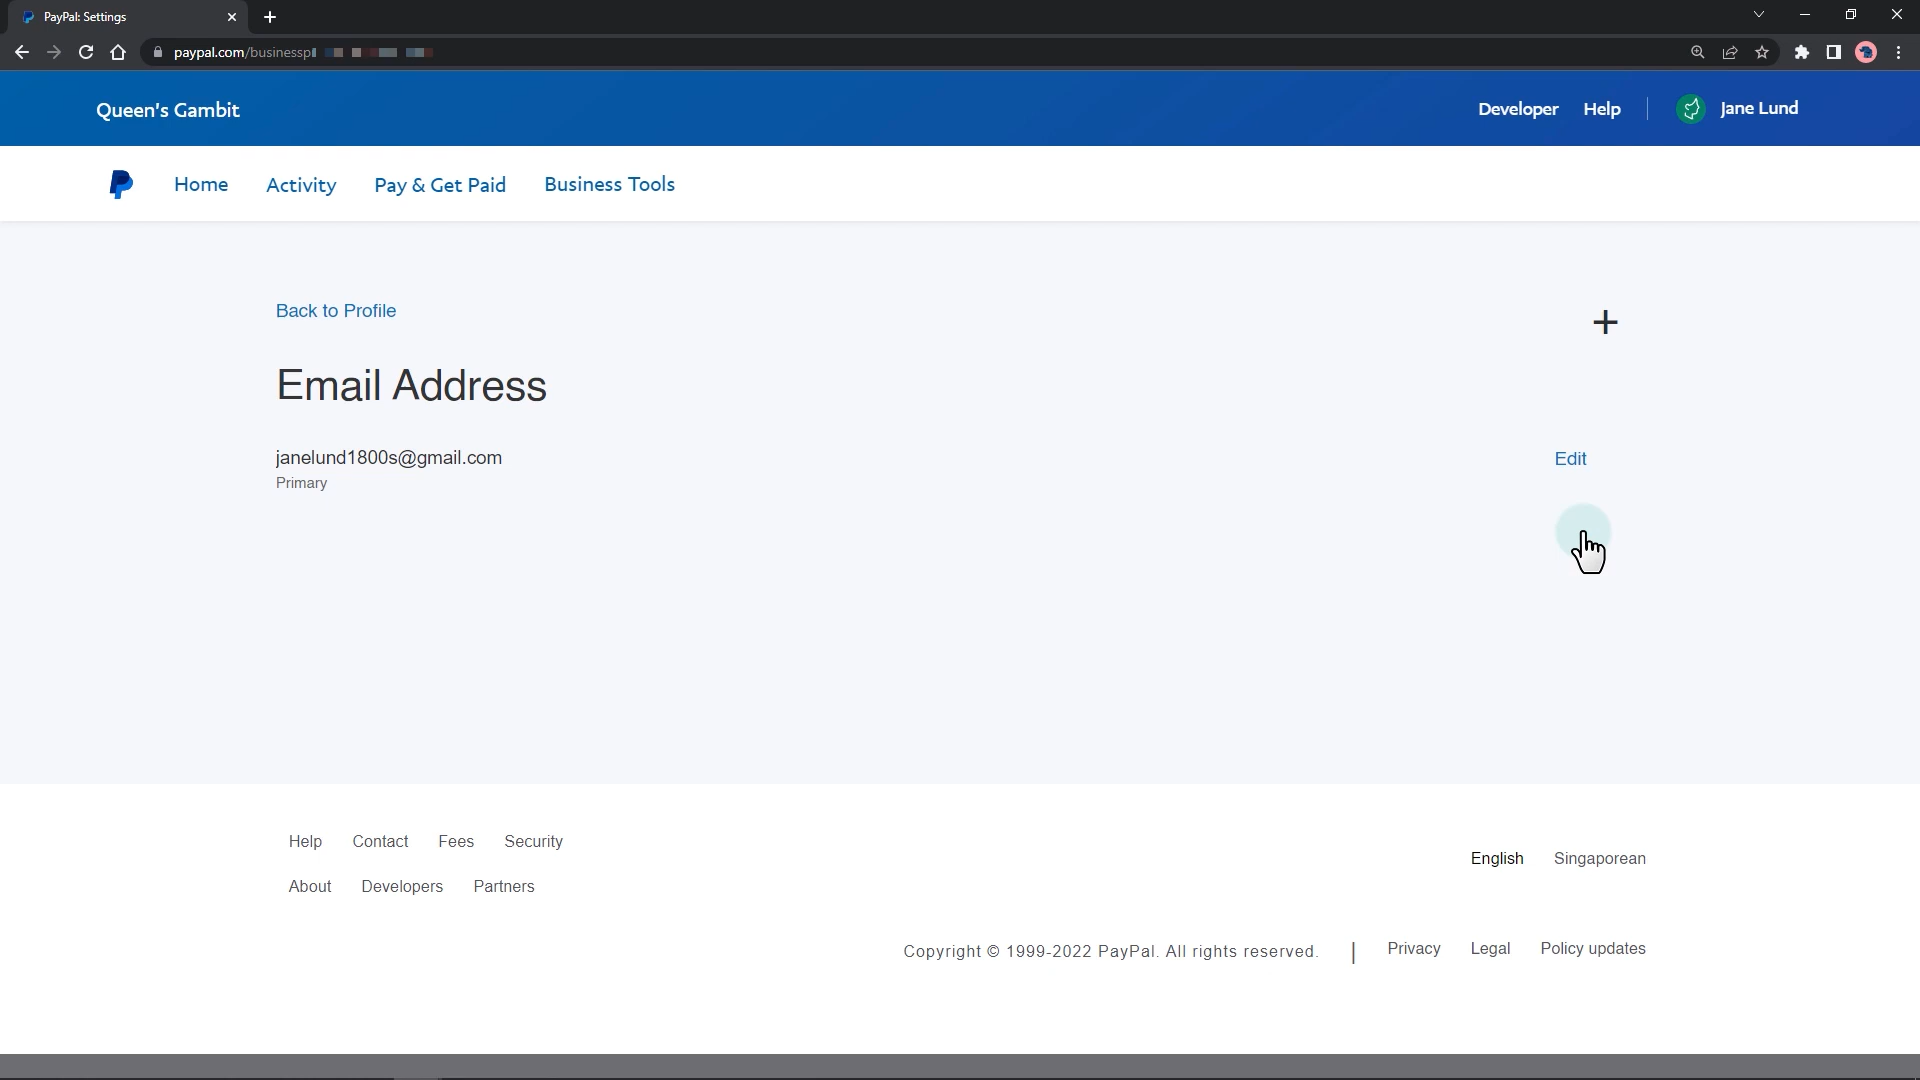 PayPal: Settings
paypal.com/businessp
Queen's Gambit
Developer Help Jane Lund
Home Activity Pay & Get Paid Business Tools
Back to Profile
Email Address
janelund1800s@gmail.com
Primary
Edit
Help Contact Fees Security
About Developers Partners
English Singaporean
Copyright © 1999-2022 PayPal. All rights reserved. | Privacy Legal Policy updates